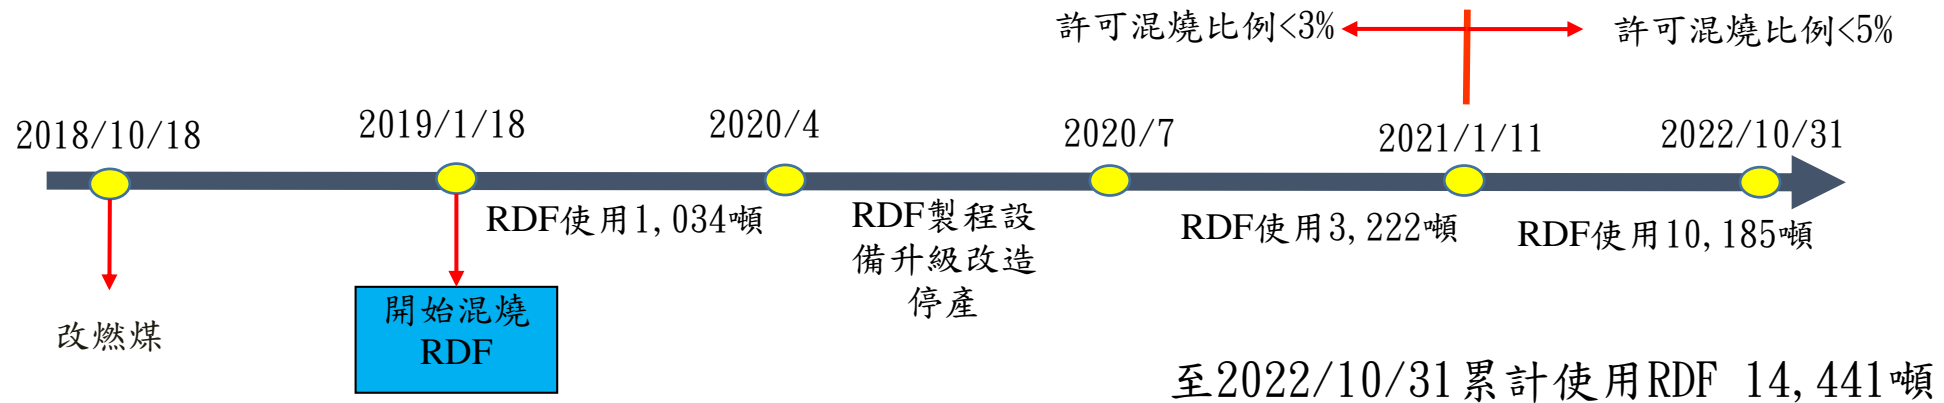 許可混燒比例<3%
許可混燒比例<5%
2018/10/18
2019/1/18
2020/4
2020/7
2021/1/11
2022/10/31
RDF使用1,034噸
RDF製程設
備升級改造
停產
RDF使用3,222噸
RDF使用10,185噸
改燃煤
開始混燒
RDF
至2022/10/31累計使用RDF 14,441噸